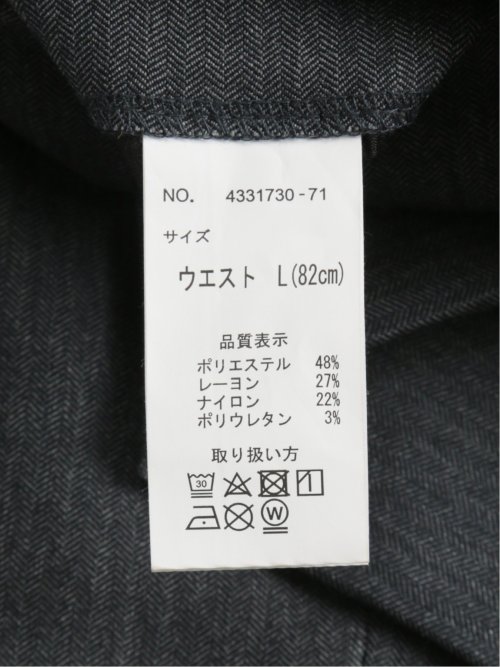 NO. 4331730-71
サイズ
ウエスト L(82cm)
品質表示
ポリエステル 48%
レーヨン 27%
ナイロン 22%
ポリウレタン 3%
取り扱い方
30
W